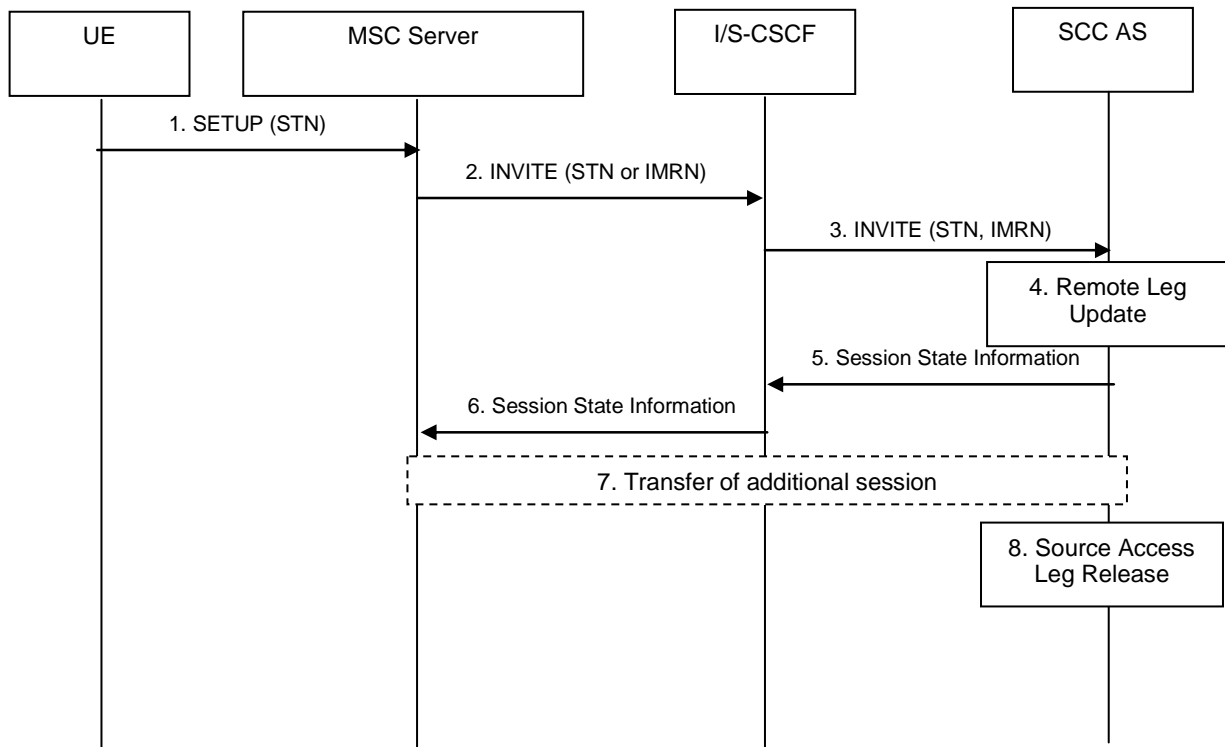 UE
MSC Server
I/S-CSCF
SCC AS
1. SETUP (STN)
2. INVITE (STN or IMRN)
3. INVITE (STN, IMRN)
4. Remote Leg
Update
5. Session State Information
6. Session State Information
7. Transfer of additional session
8. Source Access
Leg Release